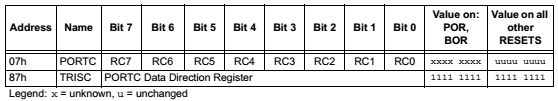 Address Name Bit 7 Bit 6 Bit 5 Bit 4 Bit 3 Bit 2 Bit 1 Bit 0 Value on: POR, BOR Value on all other RESETS
07h PORTC RC7 RC6 RC5 RC4 RC3 RC2 RC1 RC0 xxxx xxxx uuuu uuuu
87h TRISC PORTC Data Direction Register 1111 1111 1111 1111
Legend: x = unknown, u = unchanged